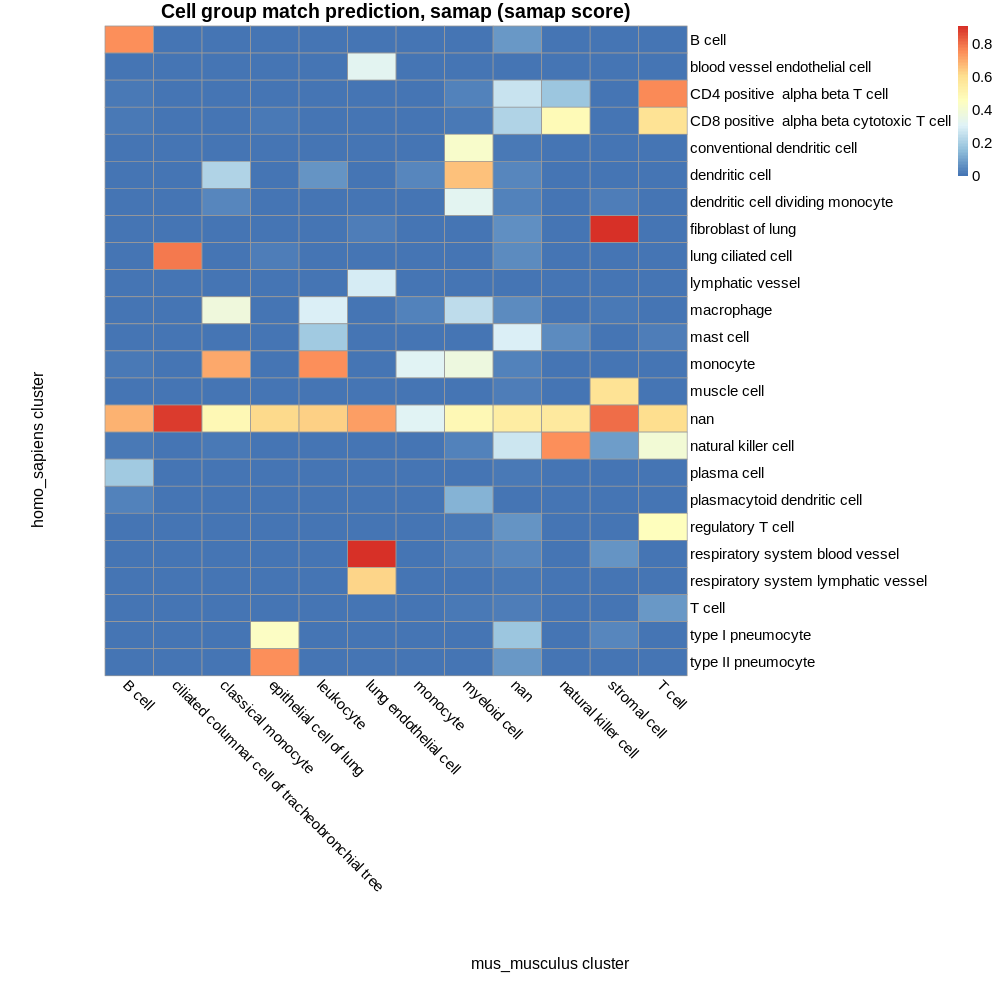 Cell group match prediction, samap (samap score)
B cell
blood vessel endothelial cell
CD4 positive  alpha beta T cell
CD8 positive  alpha beta cytotoxic T cell
conventional dendritic cell
dendritic cell
dendritic cell dividing monocyte
fibroblast of lung
lung ciliated cell
lymphatic vessel
macrophage
mast cell
monocyte
muscle cell
nan
natural killer cell
plasma cell
plasmacytoid dendritic cell
regulatory T cell
respiratory system blood vessel
respiratory system lymphatic vessel
T cell
type I pneumocyte
type II pneumocyte
0.8
0.6
0.4
0.2
0
homo_sapiens cluster
B cell
ciliated columnar cell of tracheobronchial tree
classical monocyte
epithelial cell of lung
leukocyte
lung endothelial cell
monocyte
myeloid cell
nan
natural killer cell
stromal cell
T cell
mus_musculus cluster